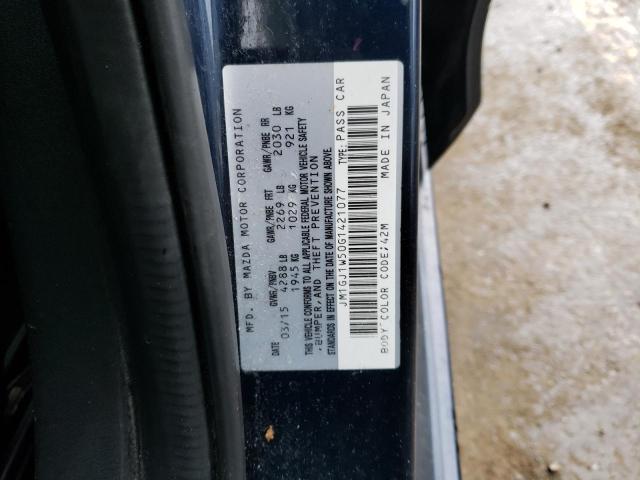 MFD. BY MAZDA MOTOR CORPORATION
DATE GVWR/PNBV GAWR/PNBE FRT GAWR/PNBE RR
03/15 4288 LB 2269 LB 2030 LB
1945 KG 1029 KG 921 KG
THIS VEHICLE CONFORMS TO ALL APPLICABLE FEDERAL MOTOR VEHICLE SAFETY
,BUMPER,AND THEFT PREVENTION
STANDARDS IN EFFECT ON THE DATE OF MANUFACTURE SHOWN ABOVE.
JM1GJ1W50G1421077 TYPE: PASS CAR
BODY COLOR CODE;42M MADE IN JAPAN